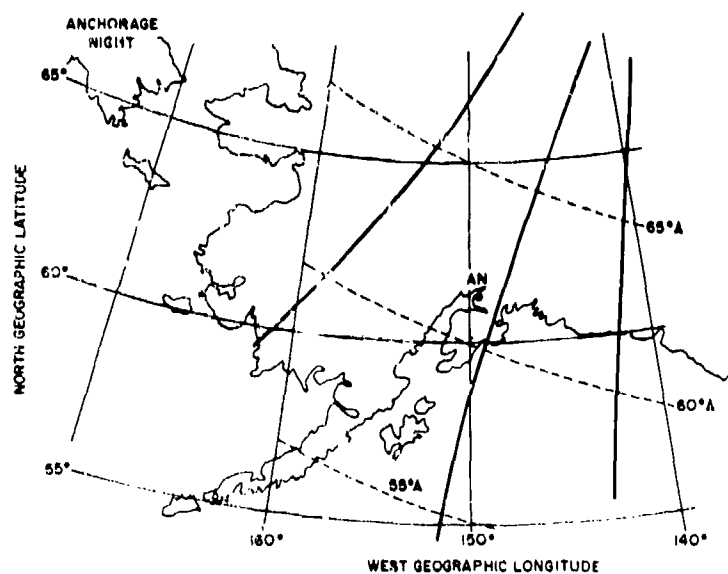 ANCHORAGE
NIGHT
65°
65°A
NORTH GEOGRAPHIC LATITUDE
60°
AN
60°A
55°
55°A
160°
150°
140°
WEST GEOGRAPHIC LONGITUDE